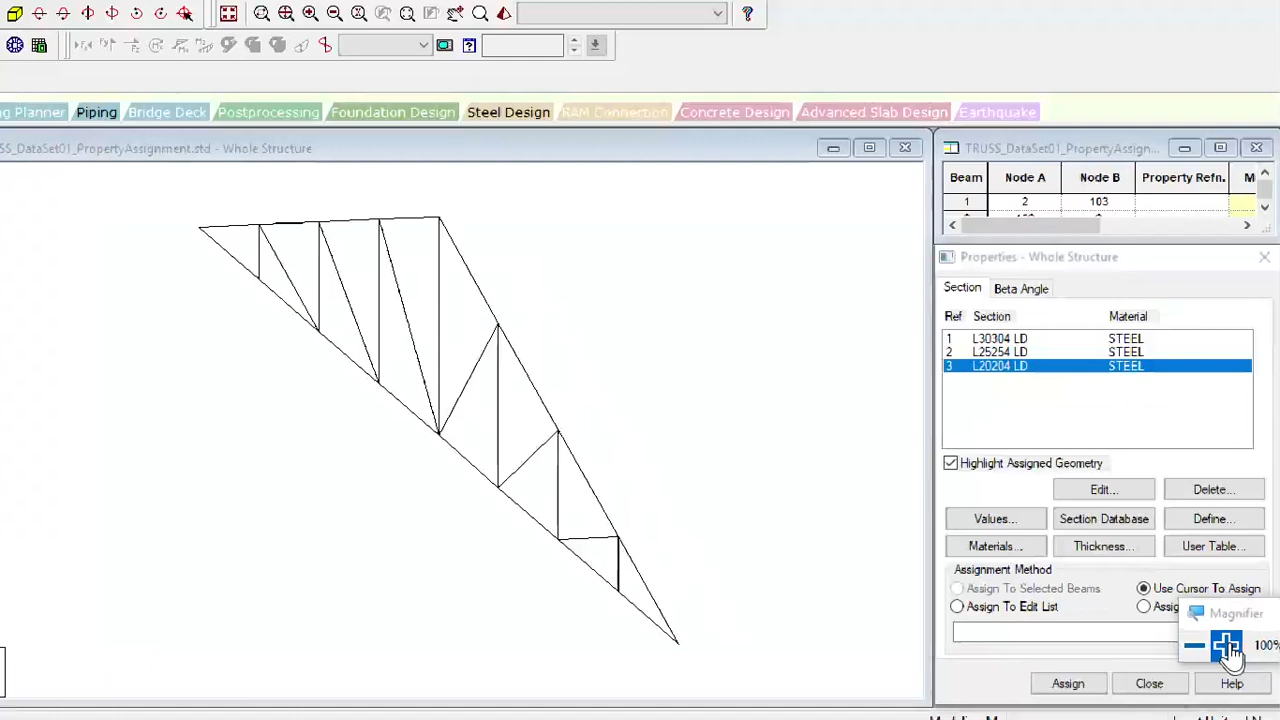 ng Planner Piping Bridge Deck Postprocessing Foundation Design Steel Design RAM Connection Concrete Design Advanced Slab Design Earthquake
SS_DataSet01_PropertyAssignment.std - Whole Structure
TRUSS_DataSet01_PropertyAssign...
Beam Node A Node B Property Refn. M
1 2 103
Properties - Whole Structure
Section Beta Angle
Ref Section Material
1 L30304 LD STEEL
2 L25254 LD STEEL
3 L20204 LD STEEL
Highlight Assigned Geometry
Edit... Delete...
Values... Section Database Define...
Materials... Thickness... User Table...
Assignment Method
Assign To Selected Beams Use Cursor To Assign
Assign To Edit List Assig
Magnifier
100%
Assign Close Help